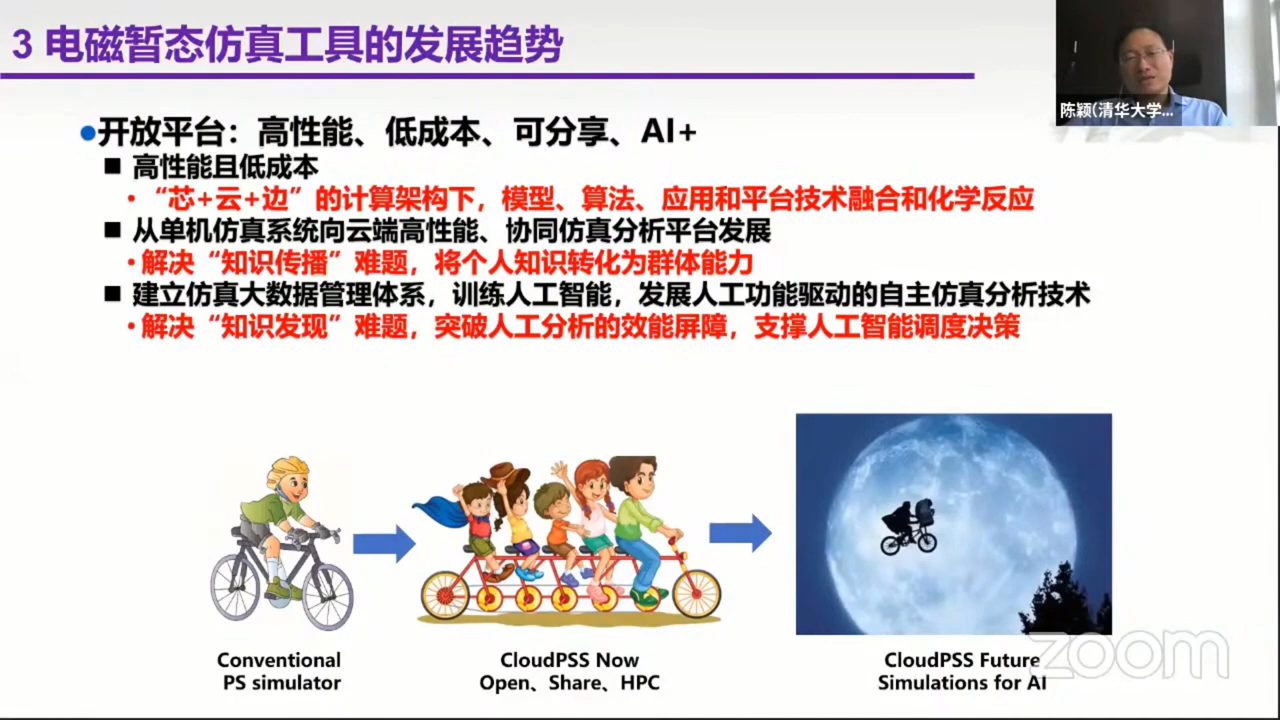 3 电磁暂态仿真工具的发展趋势
陈颖(清华大学...
●开放平台：高性能、低成本、可分享、AI+
■ 高性能且低成本
• “芯+云+边”的计算架构下，模型、算法、应用和平台技术融合和化学反应
■ 从单机仿真系统向云端高性能、协同仿真分析平台发展
• 解决“知识传播”难题，将个人知识转化为群体能力
■ 建立仿真大数据管理体系，训练人工智能，发展人工功能驱动的自主仿真分析技术
• 解决“知识发现”难题，突破人工分析的效能屏障，支撑人工智能调度决策
Conventional
PS simulator
CloudPSS Now
Open、Share、HPC
CloudPSS Future
Simulations for AI
zoom